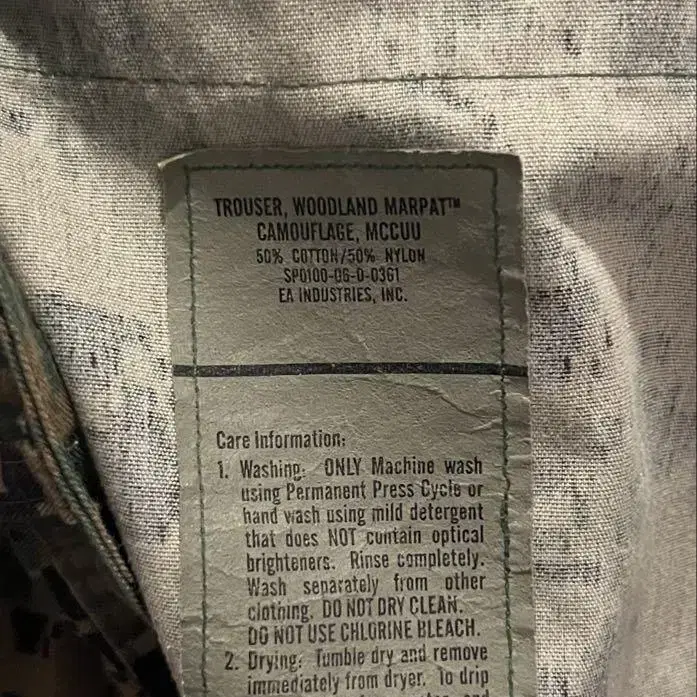 TROUSER, WOODLAND MARPAT™
CAMOUFLAGE, MCCUU
50% COTTON/50% NYLON
SP0100-06-D-0361
EA INDUSTRIES, INC.
Care Information:
1. Washing: ONLY Machine wash
using Permanent Press Cycle or
hand wash using mild detergent
that does NOT contain optical
brighteners. Rinse completely.
Wash separately from other
clothing. DO NOT DRY CLEAN.
DO NOT USE CHLORINE BLEACH.
2. Drying: Tumble dry and remove
immediately from dryer. To drip